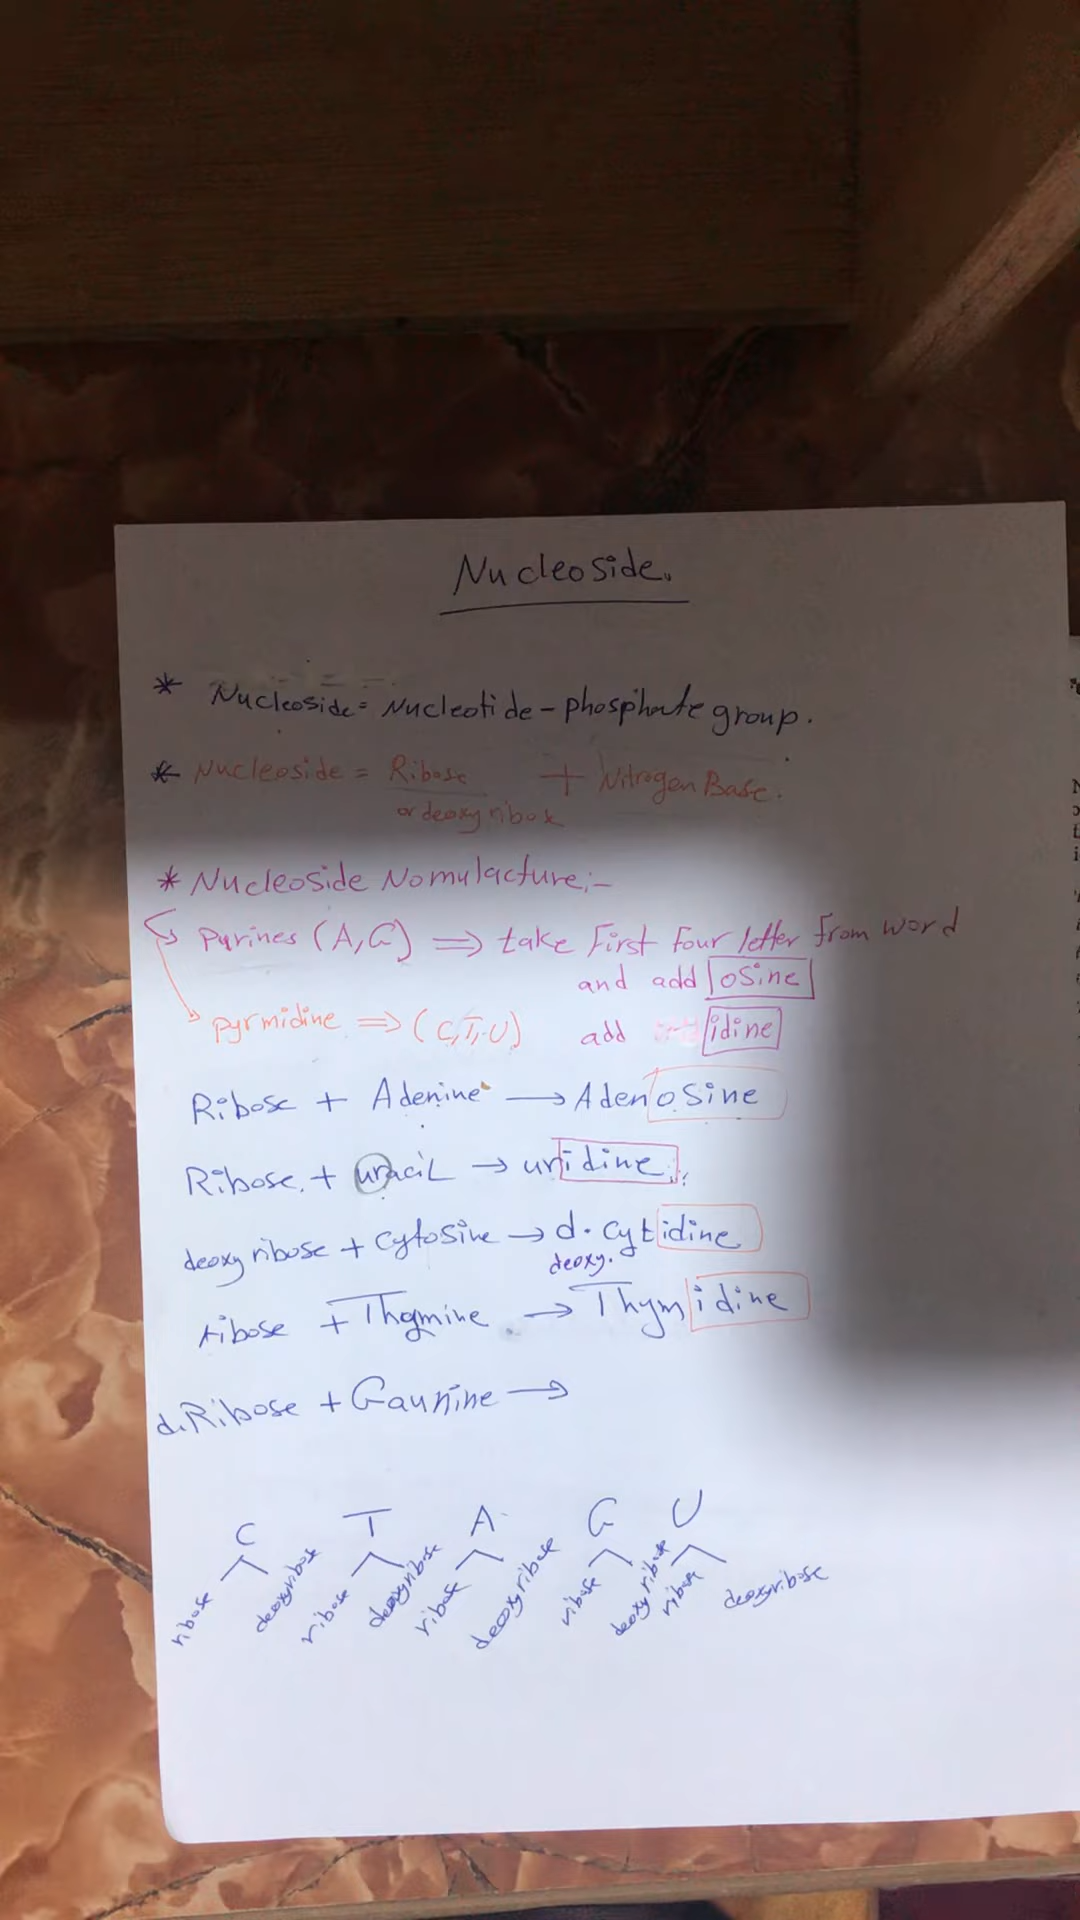 Nucleoside.
* Nucleoside = Nucleotide - phosphate group.
* Nucleoside = Ribose + Nitrogen Base.
or deoxy ribose
* Nucleoside Nomulacture:-
Purines (A,G) ⇒ take First Four letter from word
and add osine
pyrmidine ⇒ (C,T,U) add idine
Ribose + Adenine → Adenosine
Ribose + uracil → uridine
deoxy ribose + Cytosine → d. cytidine
deoxy.
ribose + Thymine → Thymidine
d.Ribose + Gaunine →
C T A G U
ribose deoxyribose ribose deoxyribose ribose deoxyribose ribose deoxyribose ribose deoxyribose